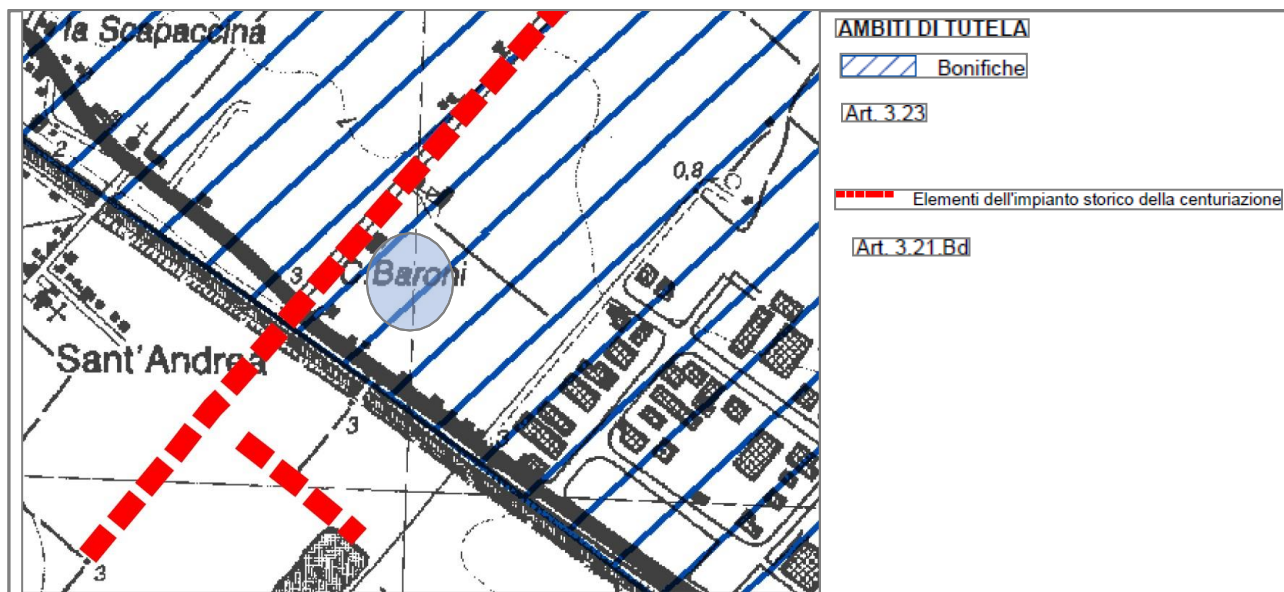 la Scapaccina
2
0,8
3
C. Baroni
Sant'Andrea
3
3
3
AMBITI DI TUTELA
Bonifiche
Art. 3.23
Elementi dell'impianto storico della centuriazione
Art. 3.21.Bd